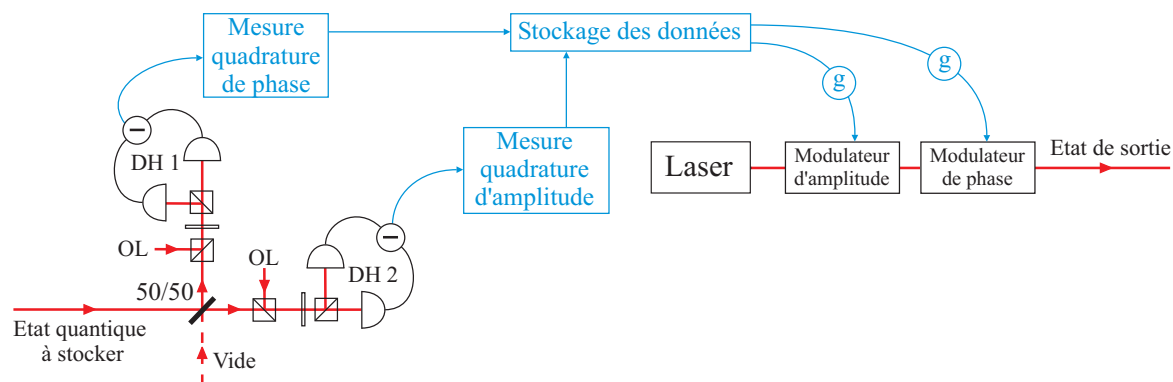 Mesure
quadrature
de phase
Stockage des données
g
g
DH 1
Mesure
quadrature
d'amplitude
Laser
Modulateur
d'amplitude
Modulateur
de phase
Etat de sortie
OL
OL
DH 2
50/50
Etat quantique
à stocker
Vide